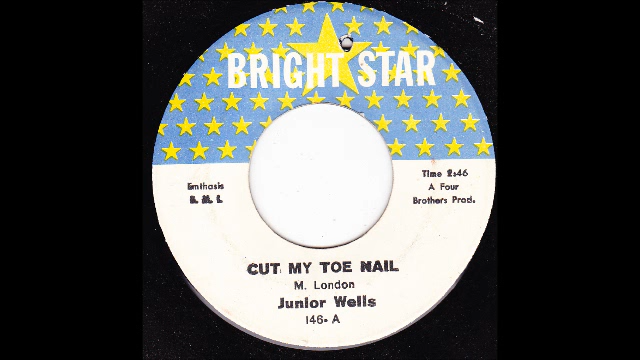 BRIGHT STAR
Time 2:46
Emthasis
A Four
B. M. I.
Brothers Prod.
CUT MY TOE NAIL
M. London
Junior Wells
146- A